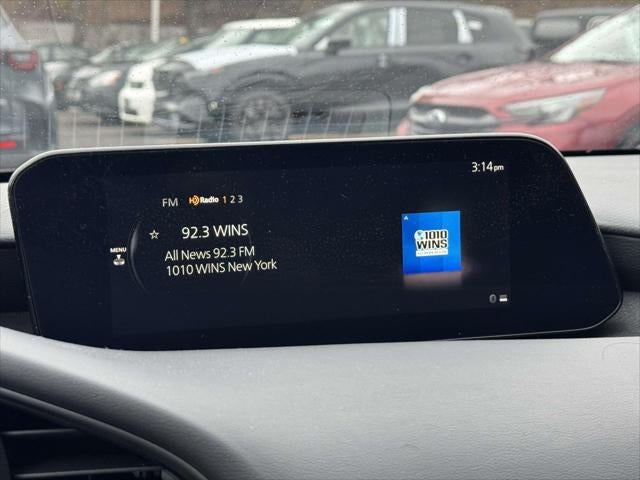 3:14pm
FM HD Radio 1 2 3
☆ 92.3 WINS
MENU
All News 92.3 FM
1010 WINS New York
1010
WINS